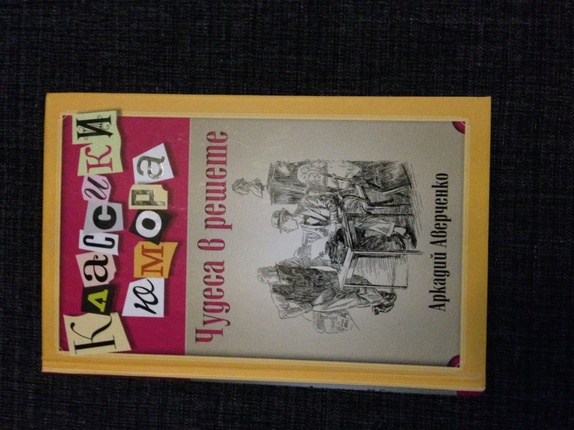 Классики
юмора
Чудеса в решете
Аркадий Аверченко